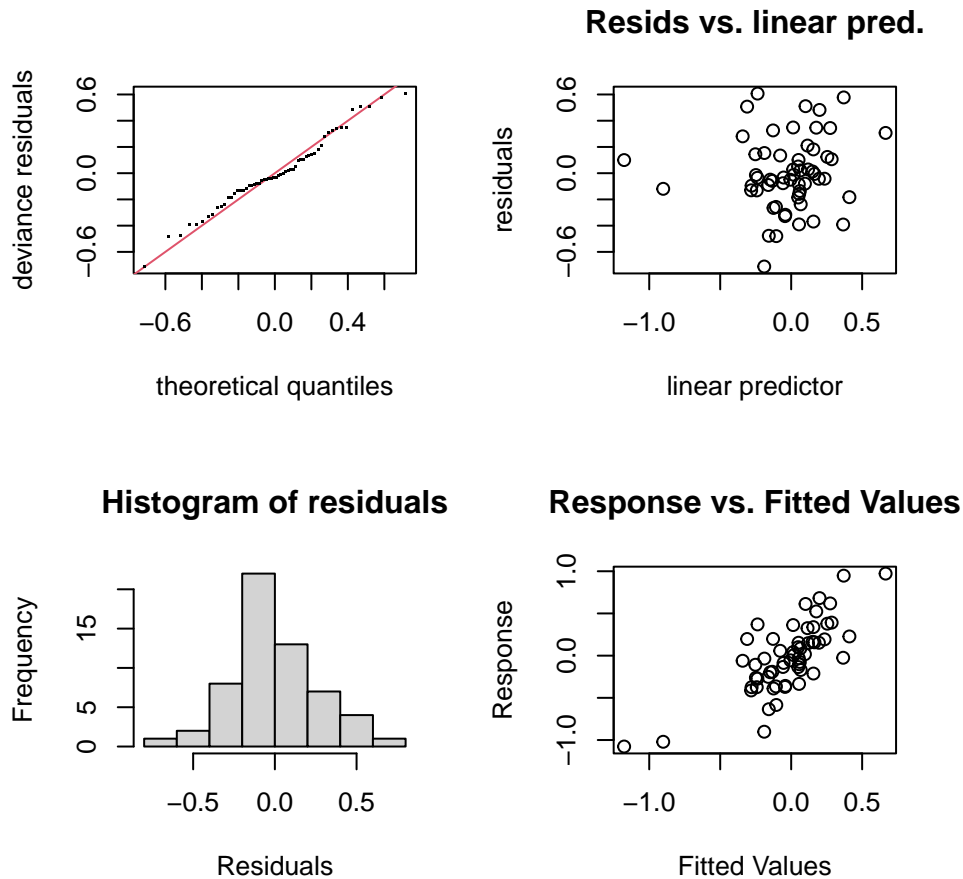 deviance residuals
0.6
0.0
−0.6
−0.6
0.0
0.4
theoretical quantiles
Resids vs. linear pred.
residuals
0.6
0.0
−0.6
−1.0
0.0
0.5
linear predictor
Histogram of residuals
Frequency
15
5
0
−0.5
0.0
0.5
Residuals
Response vs. Fitted Values
Response
1.0
0.0
−1.0
−1.0
0.0
0.5
Fitted Values